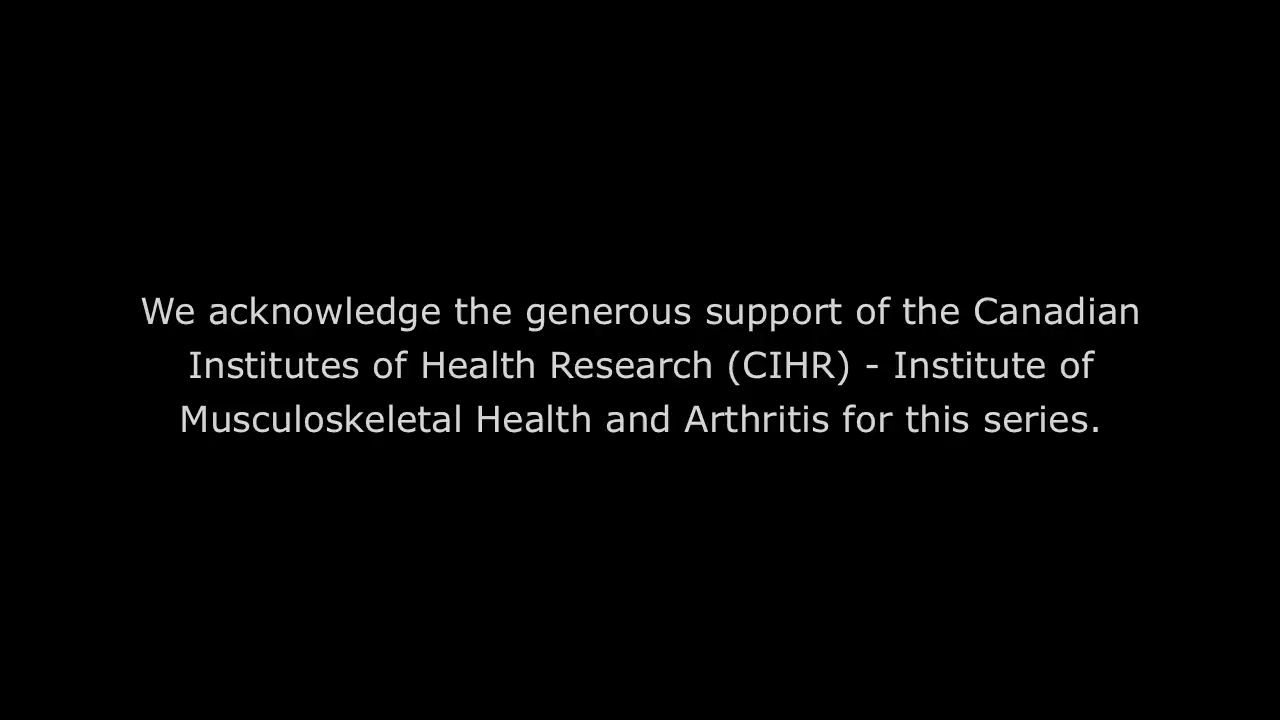 We acknowledge the generous support of the Canadian
Institutes of Health Research (CIHR) - Institute of
Musculoskeletal Health and Arthritis for this series.